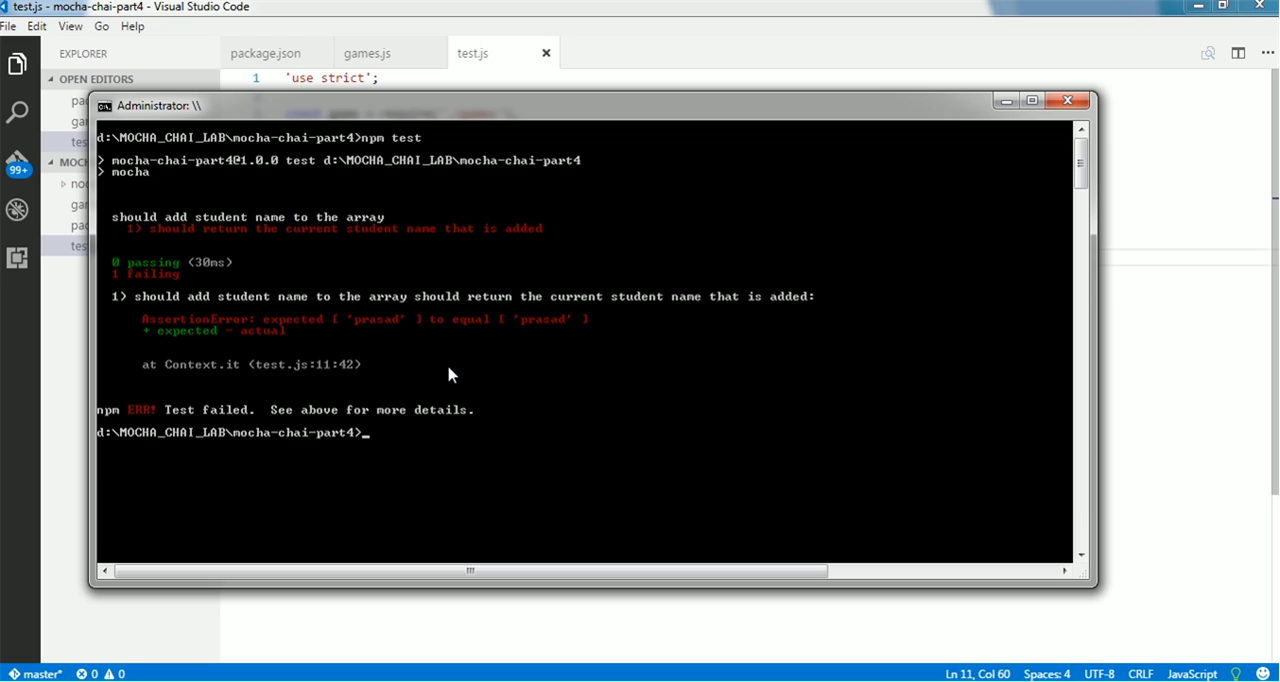 test.js - mocha-chai-part4 - Visual Studio Code
File Edit View Go Help
EXPLORER
package.json games.js test.js
OPEN EDITORS
1 'use strict';
Administrator: \\
99+
d:\MOCHA_CHAI_LAB\mocha-chai-part4>npm test
> mocha-chai-part4@1.0.0 test d:\MOCHA_CHAI_LAB\mocha-chai-part4
> mocha
should add student name to the array
1) should return the current student name that is added
0 passing (30ms)
1 failing
1) should add student name to the array should return the current student name that is added:
AssertionError: expected [ 'prasad' ] to equal [ 'prasad' ]
+ expected - actual
at Context.it (test.js:11:42)
npm ERR! Test failed.  See above for more details.
d:\MOCHA_CHAI_LAB\mocha-chai-part4>_
master* 0 0 Ln 11, Col 60 Spaces: 4 UTF-8 CRLF JavaScript